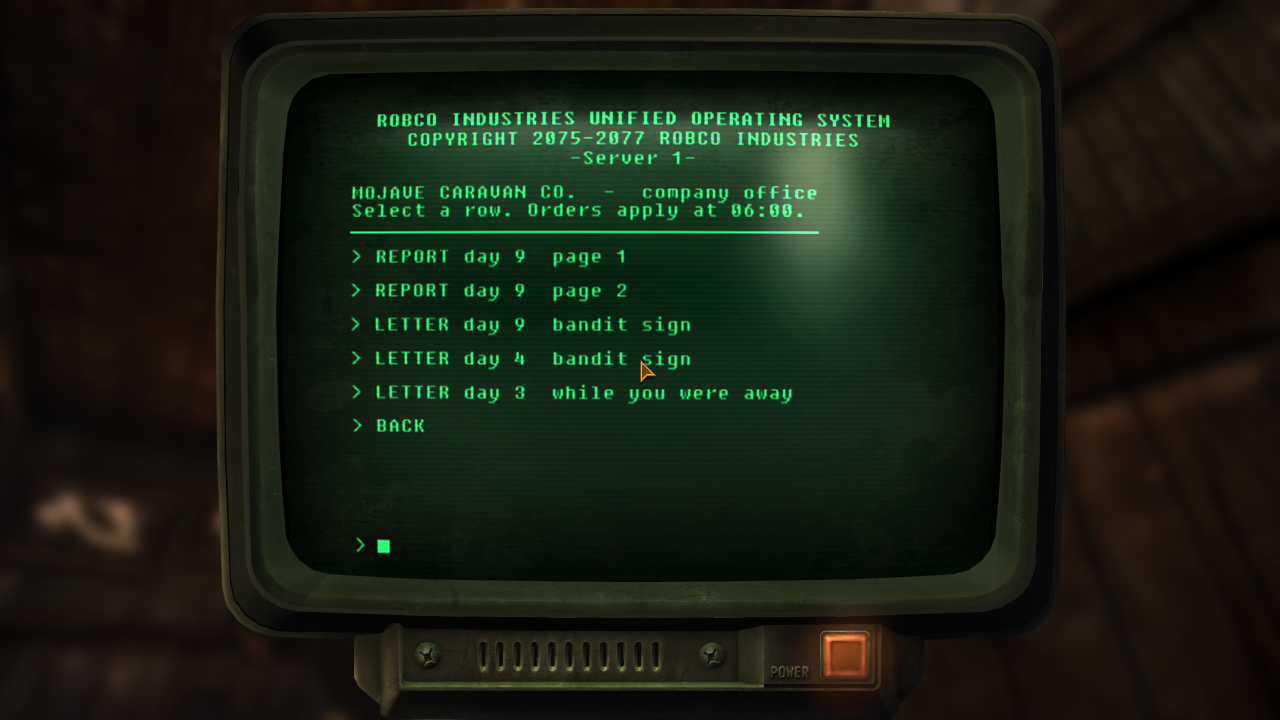 ROBCO INDUSTRIES UNIFIED OPERATING SYSTEM
COPYRIGHT 2075-2077 ROBCO INDUSTRIES
-Server 1-
MOJAVE CARAVAN CO.  -  company office
Select a row. Orders apply at 06:00.
> REPORT day 9  page 1
> REPORT day 9  page 2
> LETTER day 9  bandit sign
> LETTER day 4  bandit sign
> LETTER day 3  while you were away
> BACK
>
POWER